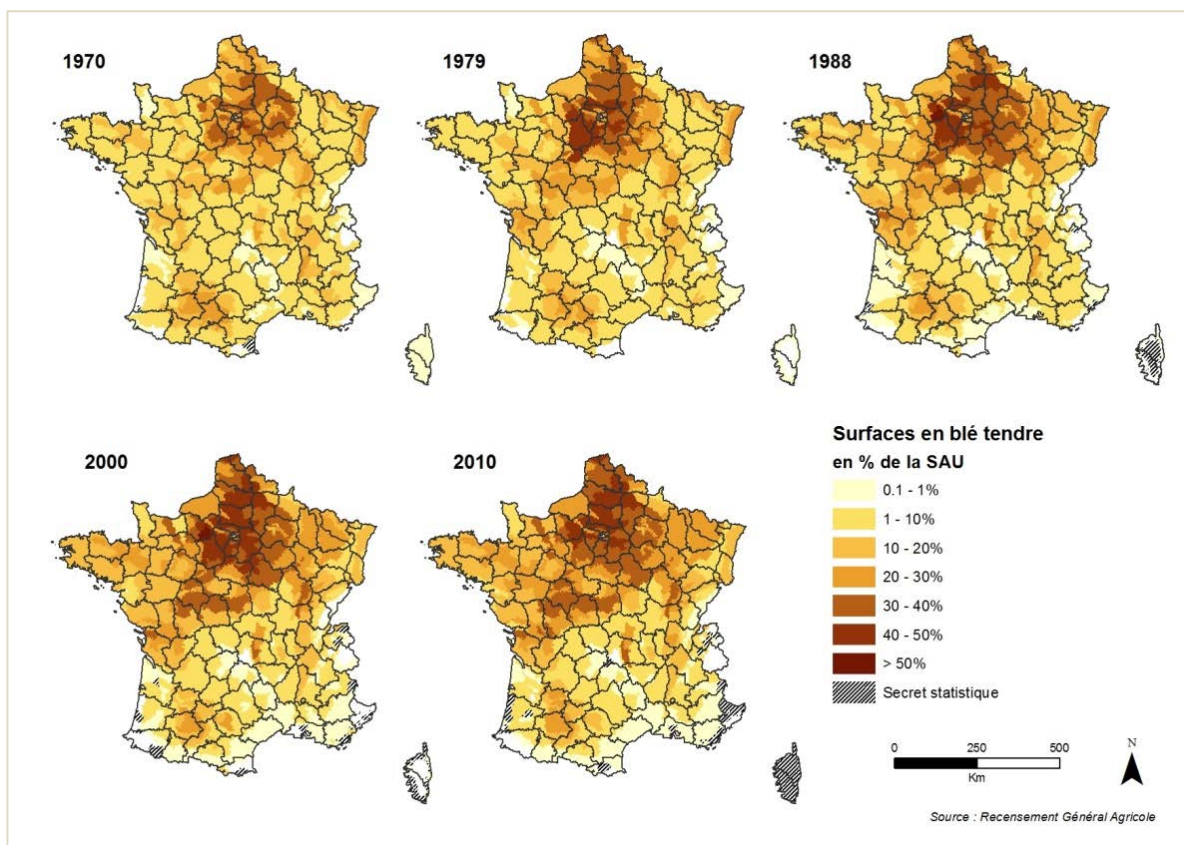 1970
1979
1988
2000
2010
Surfaces en blé tendre
en % de la SAU
0.1 - 1%
1 - 10%
10 - 20%
20 - 30%
30 - 40%
40 - 50%
> 50%
Secret statistique
0 250 500
Km
N
Source : Recensement Général Agricole